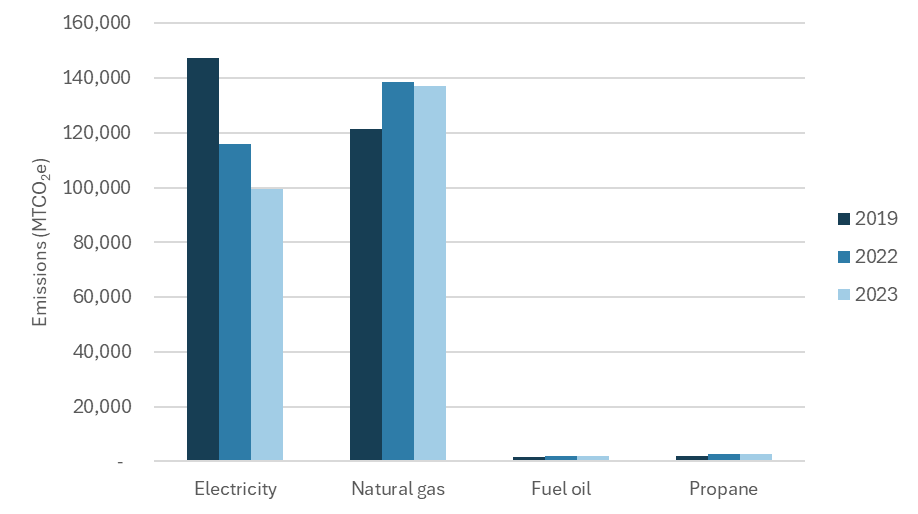 160,000
140,000
120,000
100,000
80,000
60,000
40,000
20,000
-
Emissions (MTCO₂e)
Electricity
Natural gas
Fuel oil
Propane
2019
2022
2023